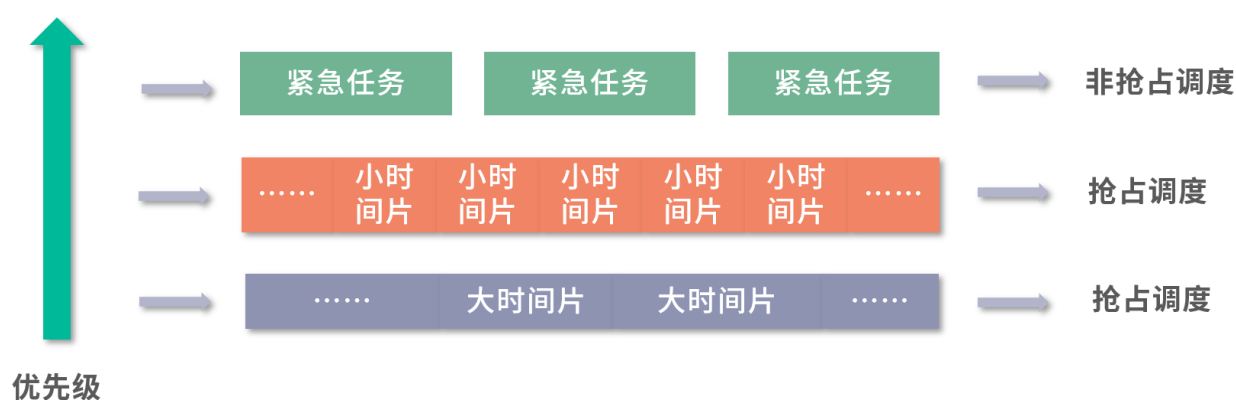 紧急任务 紧急任务 紧急任务 非抢占调度
…… 小时间片 小时间片 小时间片 小时间片 小时间片 …… 抢占调度
…… 大时间片 大时间片 …… 抢占调度
优先级